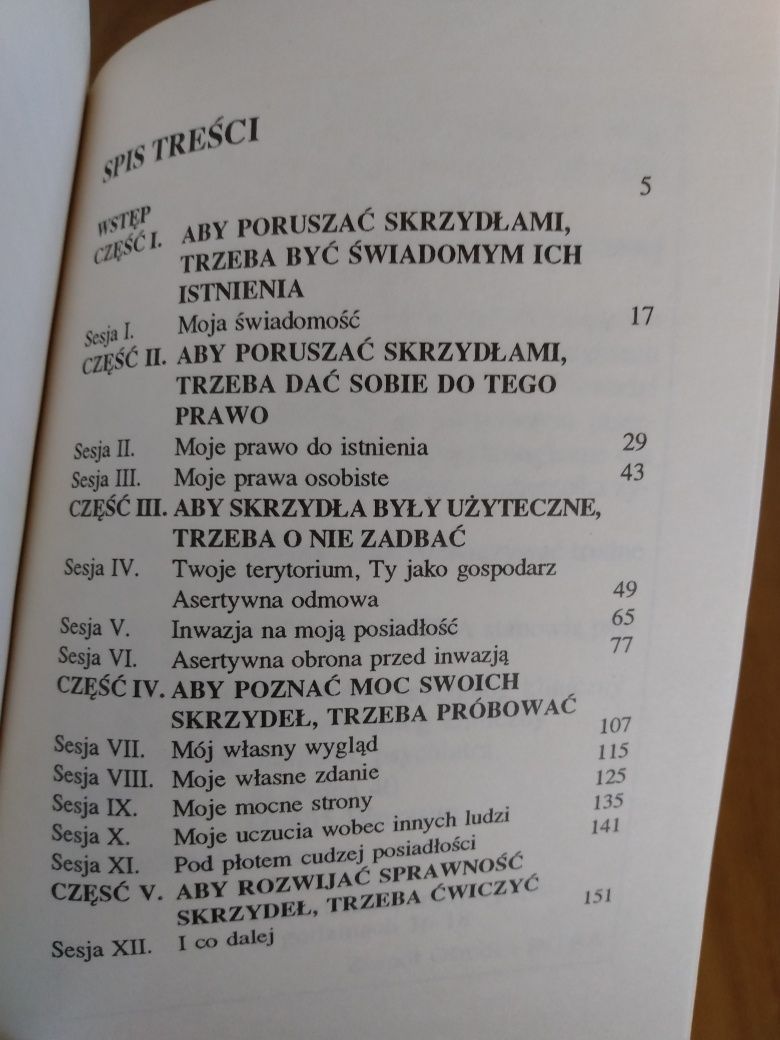 SPIS TREŚCI
WSTĘP 5
CZĘŚĆ I. ABY PORUSZAĆ SKRZYDŁAMI,
TRZEBA BYĆ ŚWIADOMYM ICH
ISTNIENIA
Sesja I. Moja świadomość 17
CZĘŚĆ II. ABY PORUSZAĆ SKRZYDŁAMI,
TRZEBA DAĆ SOBIE DO TEGO
PRAWO
Sesja II. Moje prawo do istnienia 29
Sesja III. Moje prawa osobiste 43
CZĘŚĆ III. ABY SKRZYDŁA BYŁY UŻYTECZNE,
TRZEBA O NIE ZADBAĆ
Sesja IV. Twoje terytorium, Ty jako gospodarz
Asertywna odmowa 49
Sesja V. Inwazja na moją posiadłość 65
Sesja VI. Asertywna obrona przed inwazją 77
CZĘŚĆ IV. ABY POZNAĆ MOC SWOICH
SKRZYDEŁ, TRZEBA PRÓBOWAĆ
Sesja VII. Mój własny wygląd 107
Sesja VIII. Moje własne zdanie 115
Sesja IX. Moje mocne strony 125
Sesja X. Moje uczucia wobec innych ludzi 135
Sesja XI. Pod płotem cudzej posiadłości 141
CZĘŚĆ V. ABY ROZWIJAĆ SPRAWNOŚĆ
SKRZYDEŁ, TRZEBA ĆWICZYĆ
Sesja XII. I co dalej 151